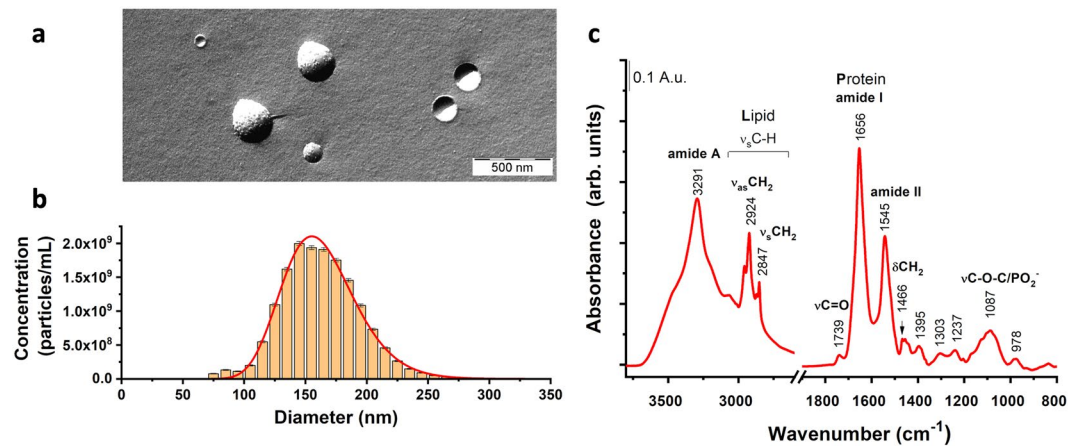 a
500 nm
b
Concentration
(particles/mL)
2.0x10⁹
1.5x10⁹
1.0x10⁹
5.0x10⁸
0.0
0 50 100 150 200 250 300 350
Diameter (nm)
c
0.1 A.u.
Absorbance (arb. units)
Protein
amide I
1656
Lipid
νsC-H
amide A
3291
νasCH₂
2924
νsCH₂
2847
amide II
1545
δCH₂
1466
νC=O
1739
1395
1303
1237
νC-O-C/PO₂⁻
1087
978
3500 3000 1800 1600 1400 1200 1000 800
Wavenumber (cm⁻¹)